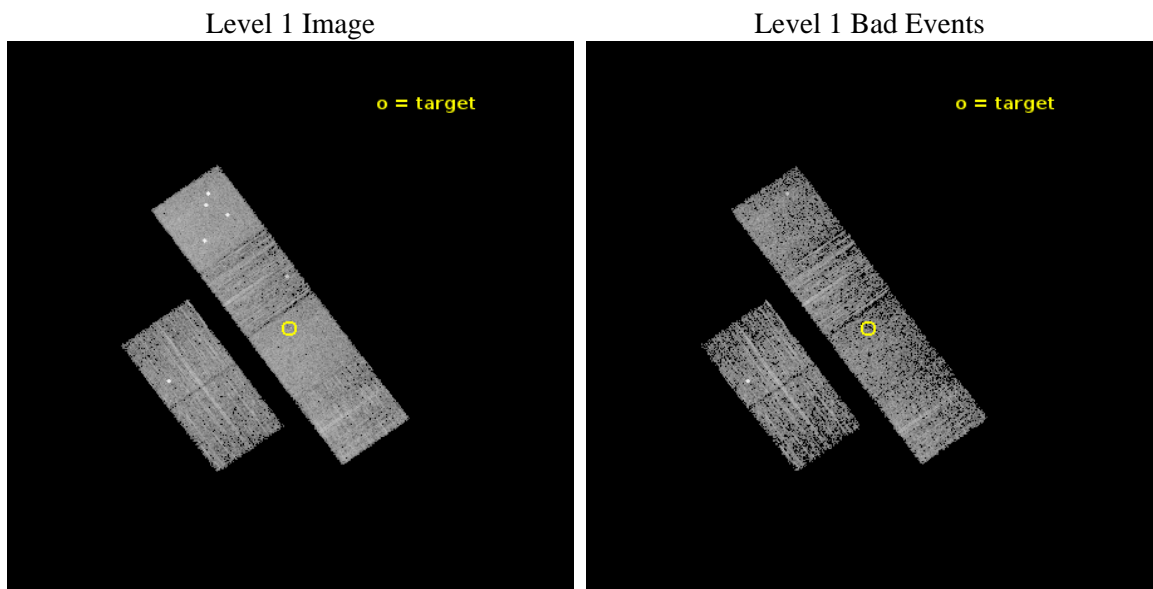 Level 1 Image
Level 1 Bad Events
o = target
o = target